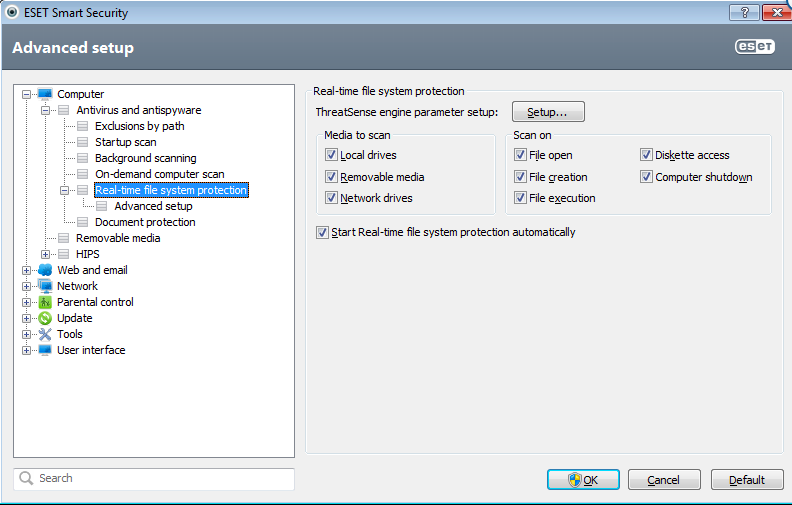 ESET Smart Security
Advanced setup
eset
Computer
Antivirus and antispyware
Exclusions by path
Startup scan
Background scanning
On-demand computer scan
Real-time file system protection
Advanced setup
Document protection
Removable media
HIPS
Web and email
Network
Parental control
Update
Tools
User interface
Search
Real-time file system protection
ThreatSense engine parameter setup: Setup...
Media to scan
Local drives
Removable media
Network drives
Scan on
File open
Diskette access
File creation
Computer shutdown
File execution
Start Real-time file system protection automatically
OK Cancel Default